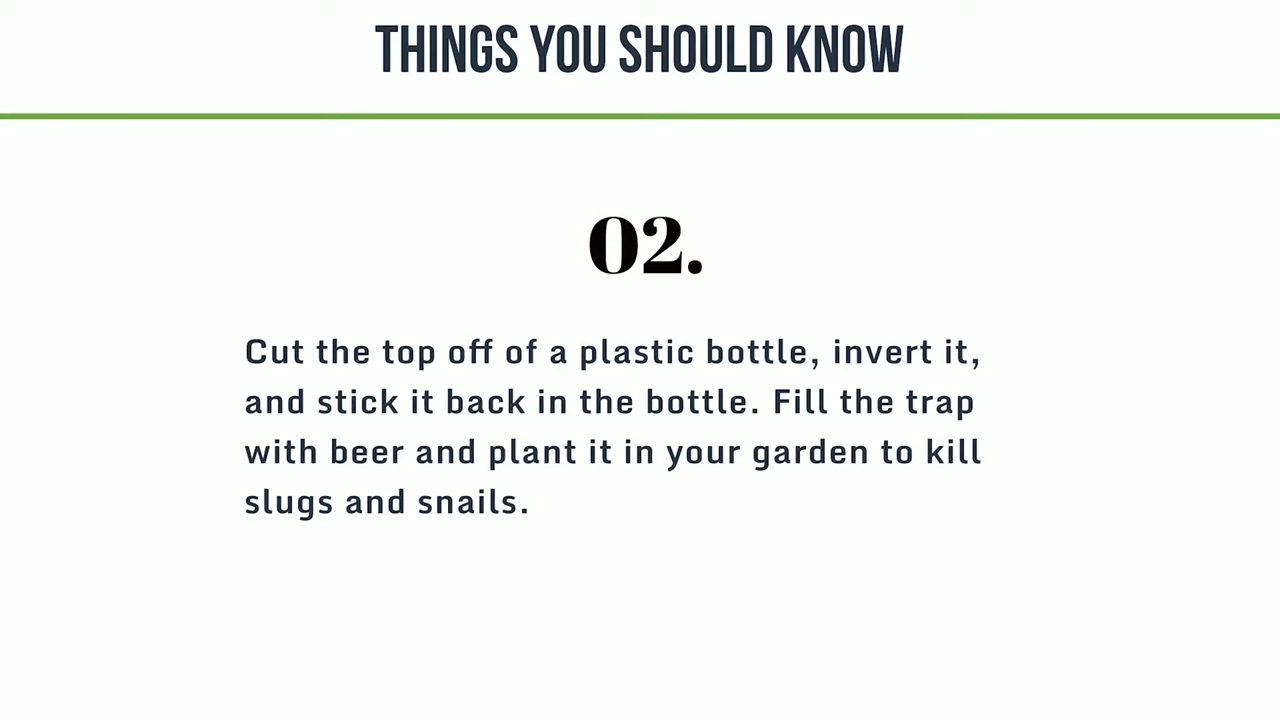 THINGS YOU SHOULD KNOW
02.
Cut the top off of a plastic bottle, invert it,
and stick it back in the bottle. Fill the trap
with beer and plant it in your garden to kill
slugs and snails.